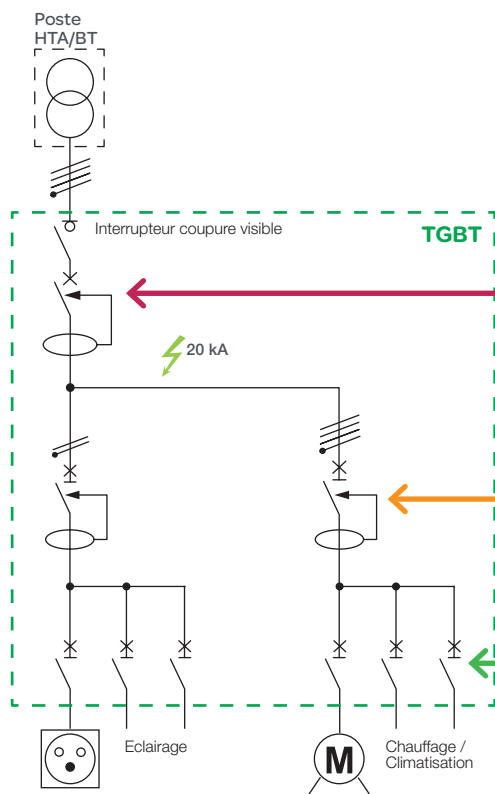 Poste
HTA/BT
Interrupteur coupure visible
TGBT
20 kA
Eclairage
M
Chauffage /
Climatisation